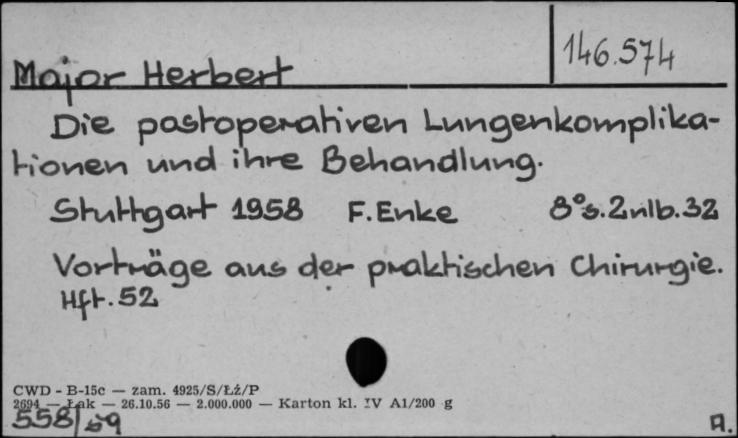 146.574
Major Herbert
Die postoperativen Lungenkomplika-
tionen und ihre Behandlung.
Stuttgart 1958 F. Enke 8° s. 2nlb. 32
Vorträge aus der praktischen Chirurgie.
Hft. 52
CWD - B-15c — zam. 4925/S/Łż/P
2694 — Łak — 26.10.56 — 2.000.000 — Karton kl. IV A1/200 g
558/59
A.